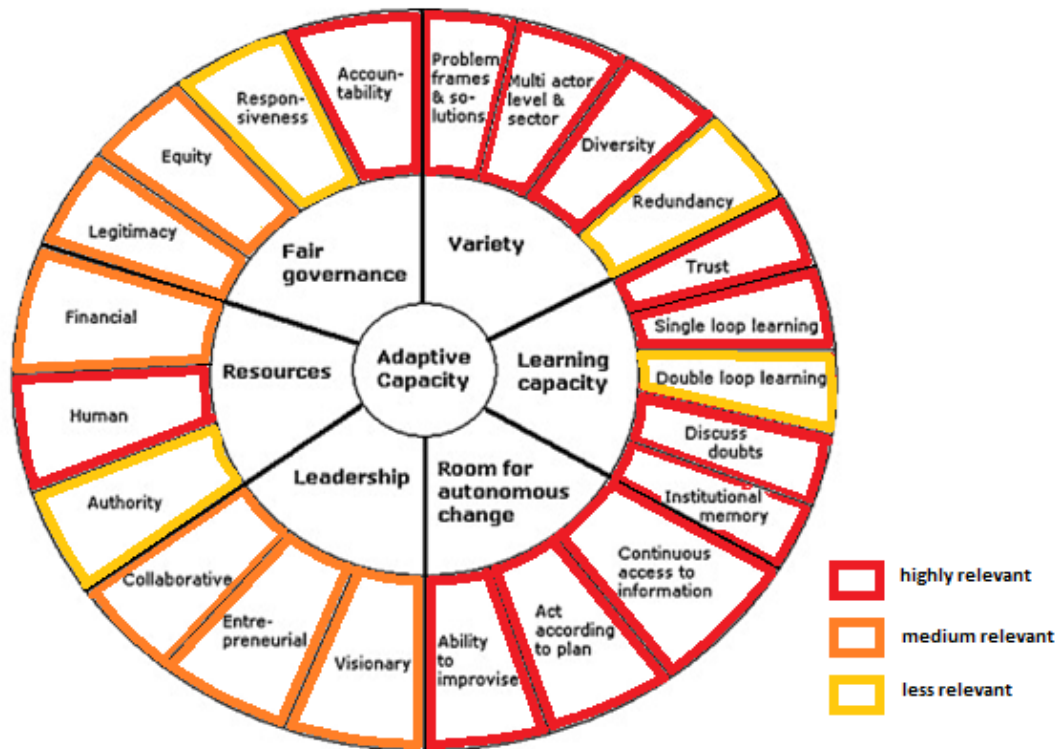 Accoun-
tability
Problem
frames
& so-
lutions
Multi actor
level &
sector
Diversity
Redundancy
Trust
Single loop learning
Double loop learning
Discuss
doubts
Institutional
memory
Continuous
access to
information
Act
according
to plan
Ability
to
improvise
Visionary
Entre-
preneurial
Collaborative
Authority
Human
Financial
Legitimacy
Equity
Respon-
siveness
Fair
governance
Variety
Resources
Adaptive
Capacity
Learning
capacity
Leadership
Room for
autonomous
change
highly relevant
medium relevant
less relevant